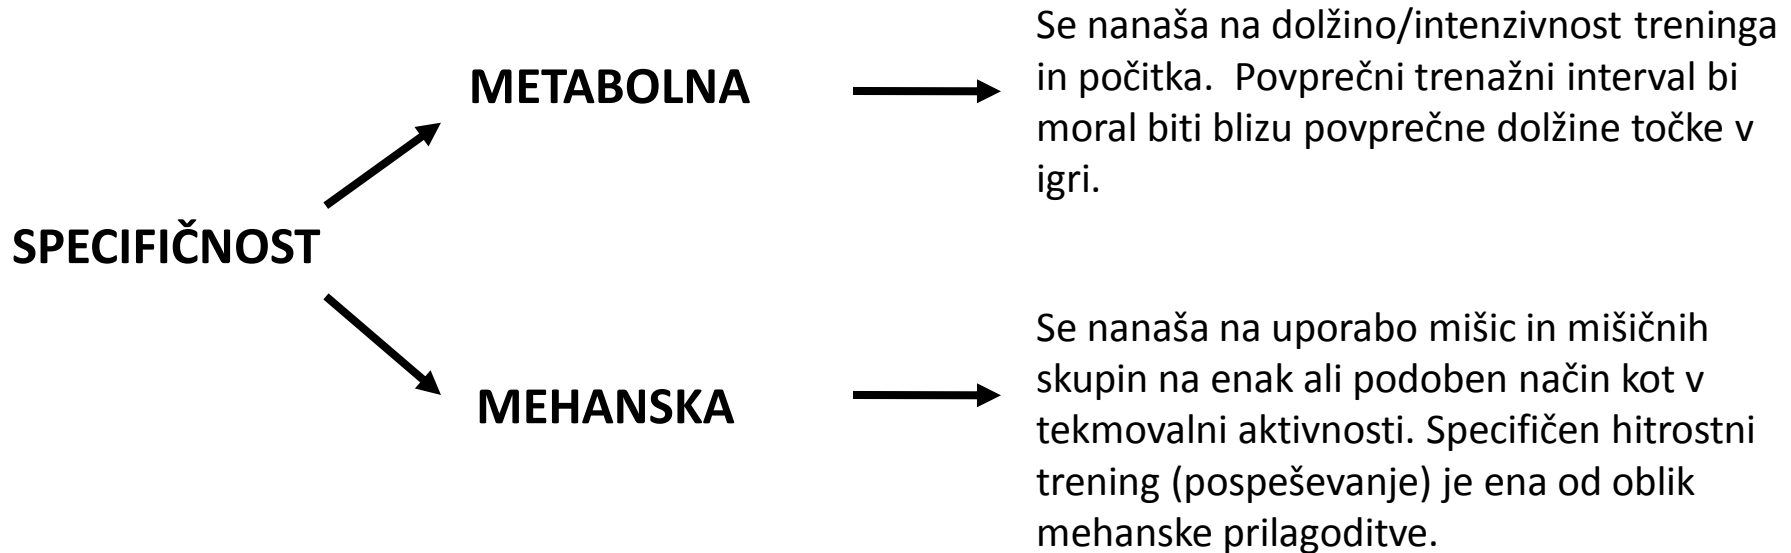 SPECIFIČNOST
METABOLNA
Se nanaša na dolžino/intenzivnost treninga
in počitka. Povprečni trenažni interval bi
moral biti blizu povprečne dolžine točke v
igri.
MEHANSKA
Se nanaša na uporabo mišic in mišičnih
skupin na enak ali podoben način kot v
tekmovalni aktivnosti. Specifičen hitrostni
trening (pospeševanje) je ena od oblik
mehanske prilagoditve.